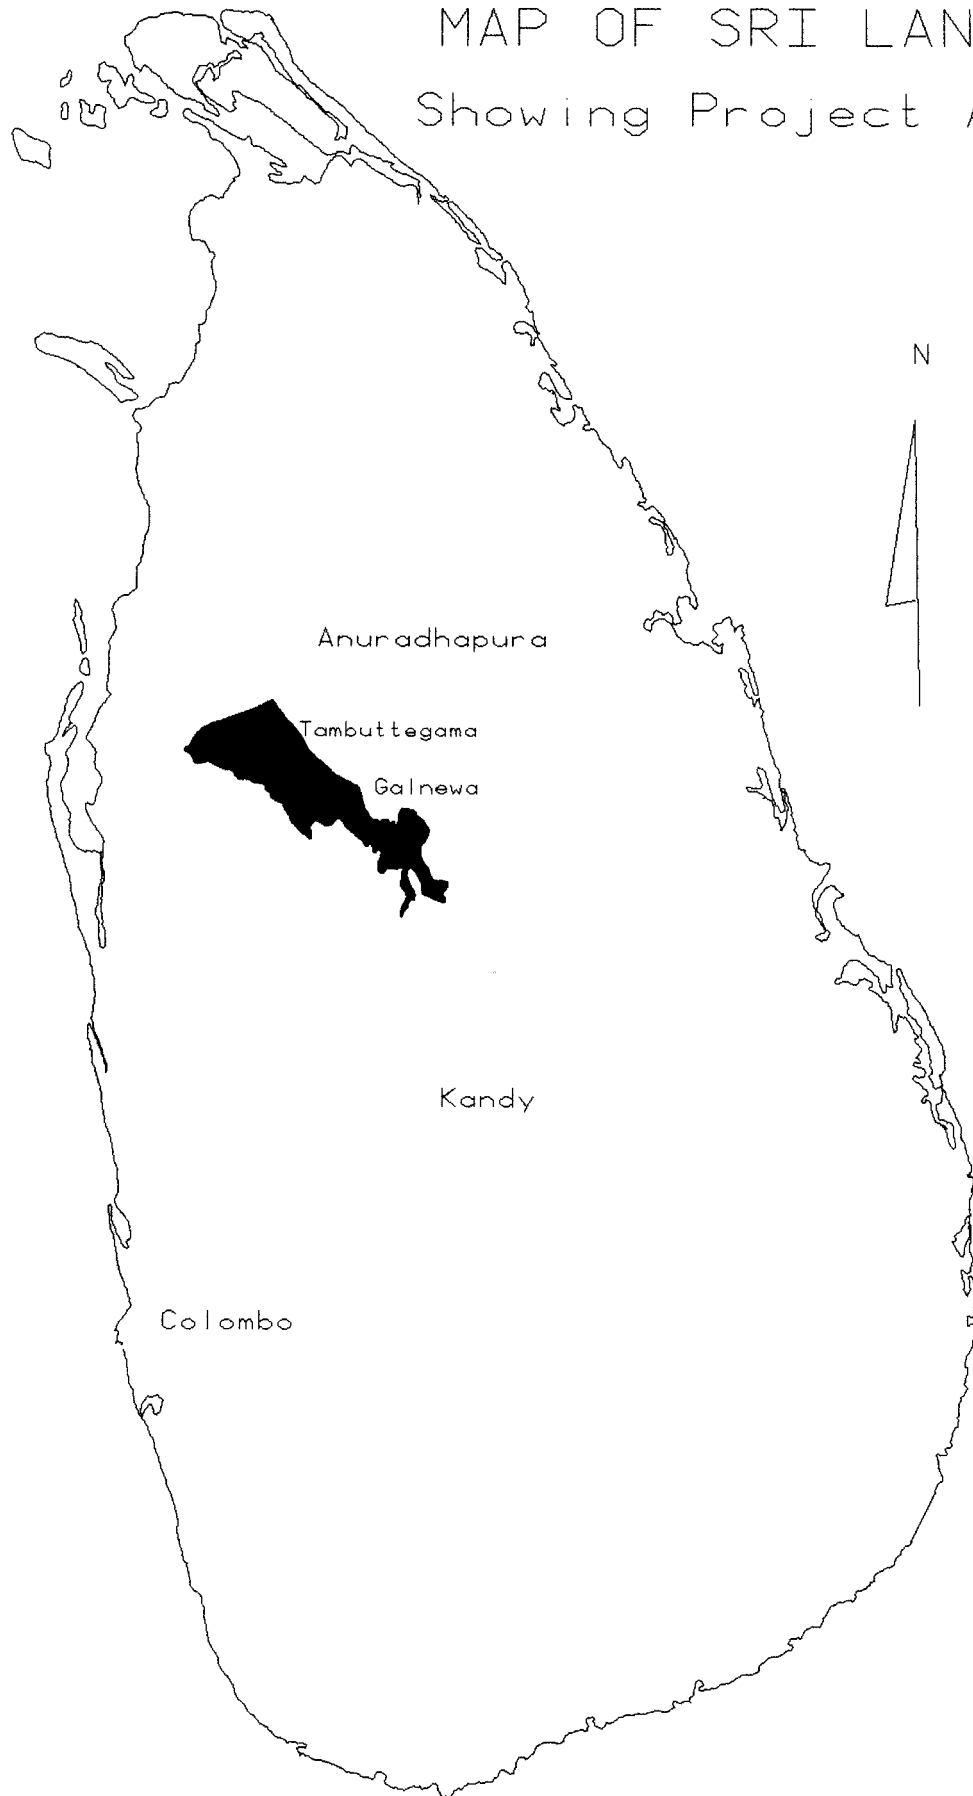 MAP OF SRI LAN
Showing Project
N
Anuradhapura
Tambuttegama
Galnewa
Kandy
Colombo